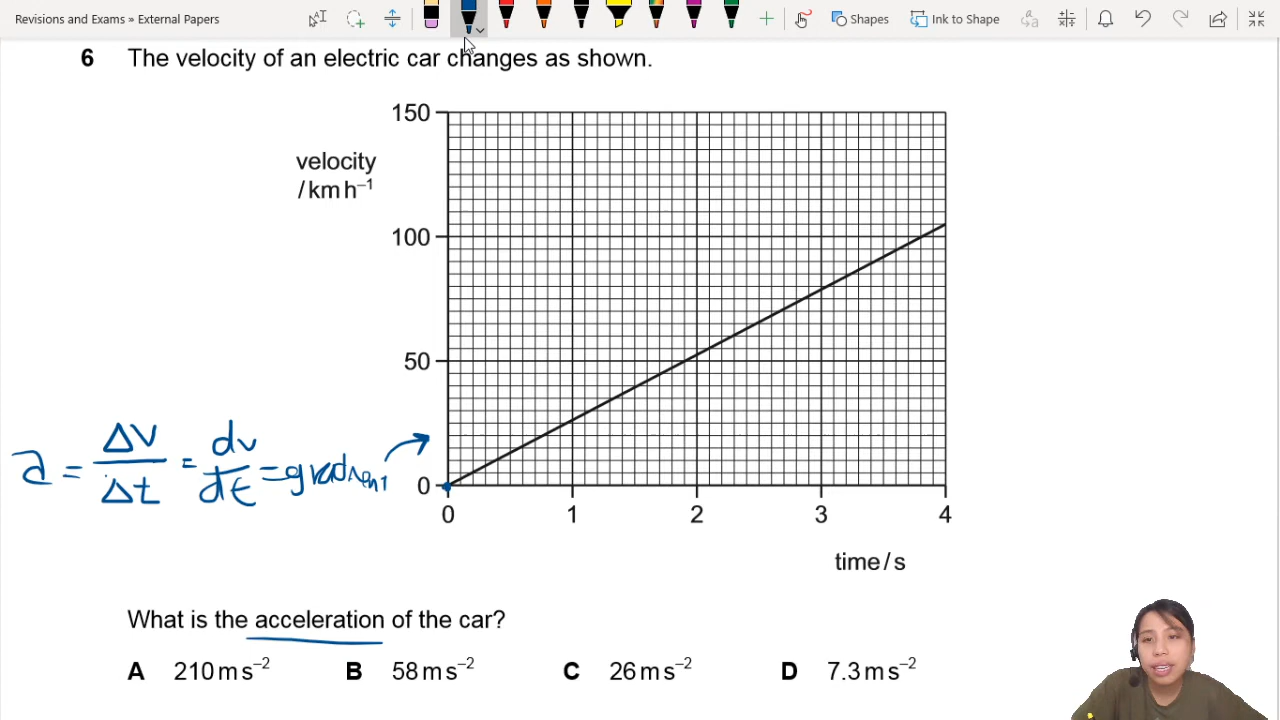 Revisions and Exams » External Papers
Shapes
Ink to Shape
6 The velocity of an electric car changes as shown.
150
velocity
/ km h⁻¹
100
50
a = Δv/Δt = dv/dt = gradient
0
0 1 2 3 4
time / s
What is the acceleration of the car?
A 210 m s⁻² B 58 m s⁻² C 26 m s⁻² D 7.3 m s⁻²